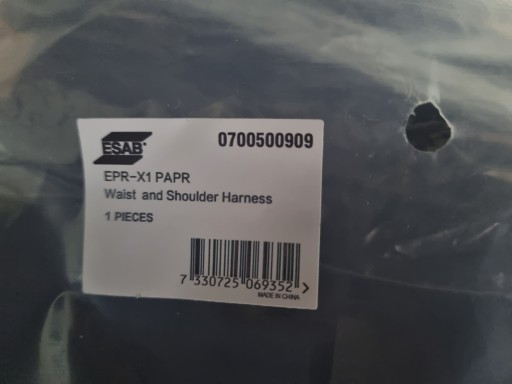 ESAB® 0700500909
EPR-X1 PAPR
Waist and Shoulder Harness
1 PIECES
7 330725 069352 >
MADE IN CHINA